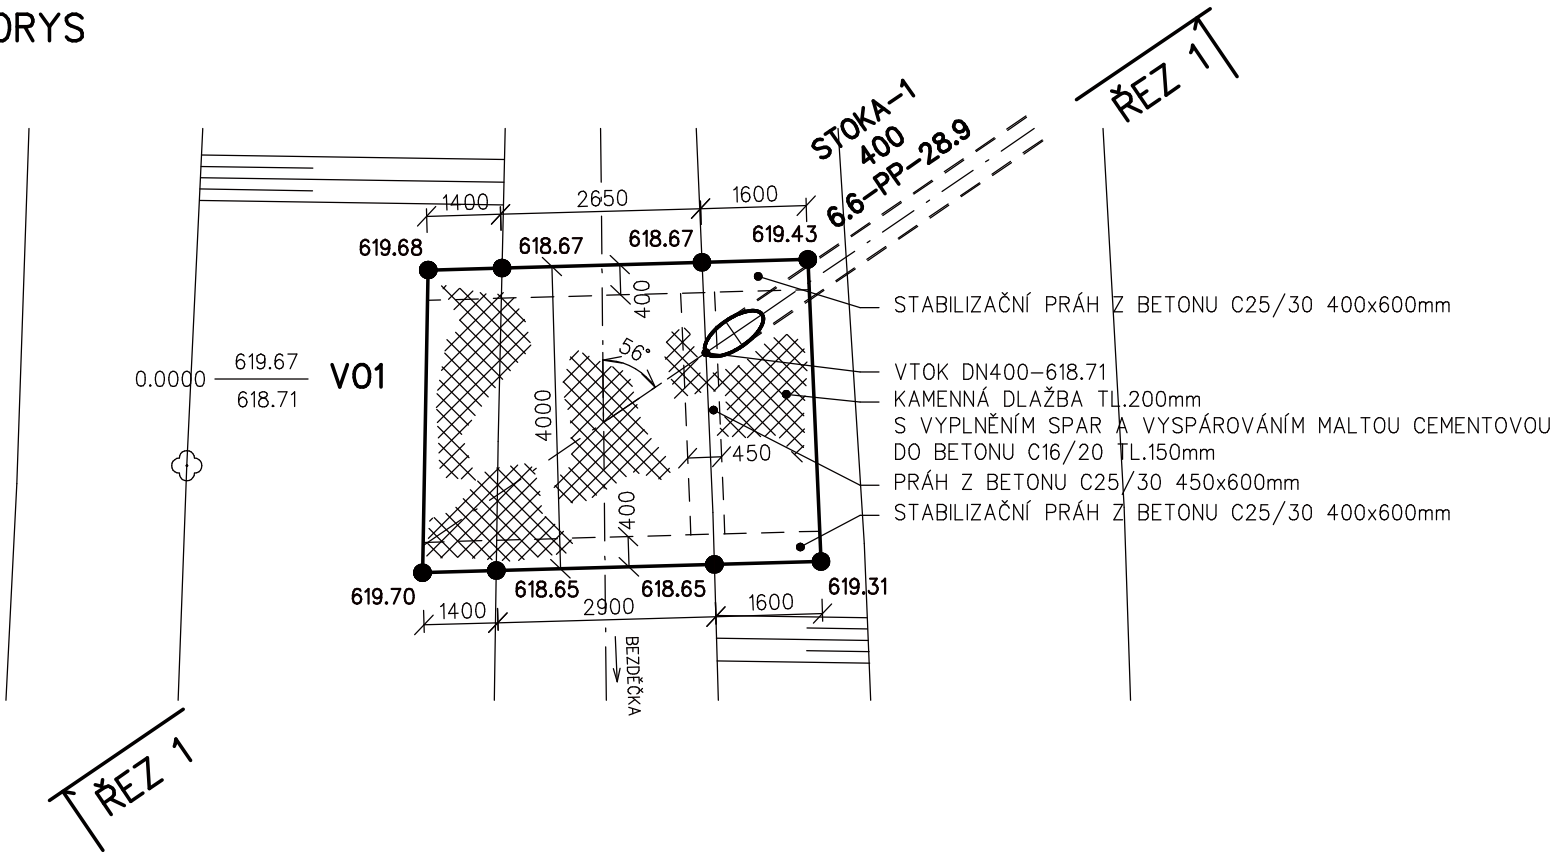 ORYS
ŘEZ 1
STOKA-1
400
6.6-PP-28.9
1400
2650
1600
619.68
618.67
618.67
619.43
400
STABILIZAČNÍ PRÁH Z BETONU C25/30 400x600mm
56°
0.0000
619.67
618.71
VO1
VTOK DN400-618.71
KAMENNÁ DLAŽBA TL.200mm
S VYPLNĚNÍM SPAR A VYSPÁROVÁNÍM MALTOU CEMENTOVOU
DO BETONU C16/20 TL.150mm
4000
450
PRÁH Z BETONU C25/30 450x600mm
STABILIZAČNÍ PRÁH Z BETONU C25/30 400x600mm
400
619.70
618.65
618.65
619.31
1400
2900
1600
BEZDĚČKA
ŘEZ 1